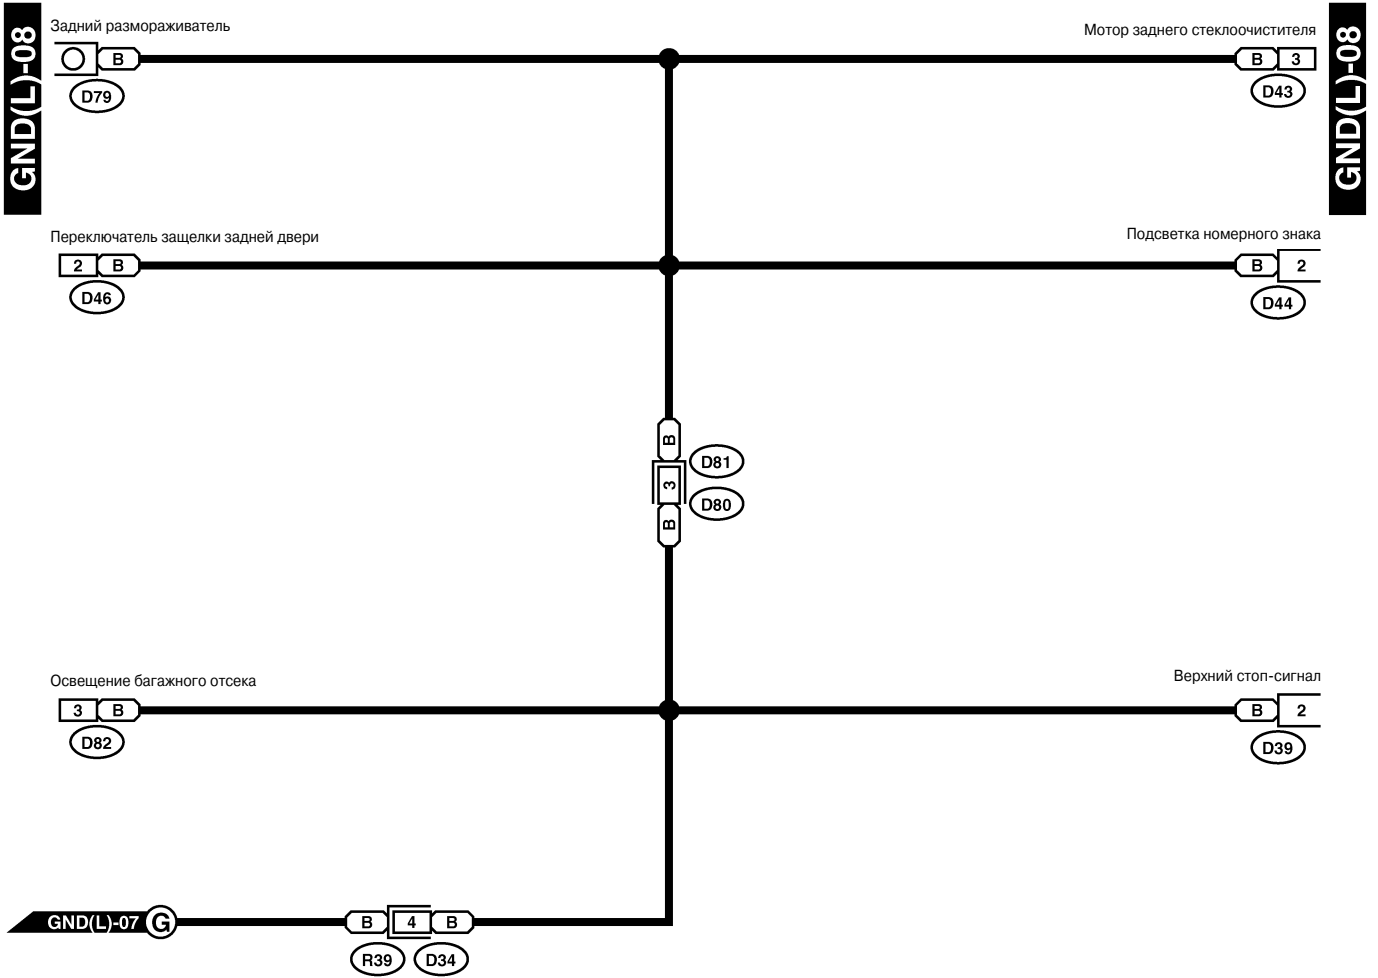 GND(L)-08
GND(L)-08
Задний размораживатель
B
D79
Мотор заднего стеклоочистителя
B 3
D43
Переключатель защелки задней двери
2 B
D46
Подсветка номерного знака
B 2
D44
B
D81
3
D80
B
Освещение багажного отсека
3 B
D82
Верхний стоп-сигнал
B 2
D39
GND(L)-07 G
B 4 B
R39 D34